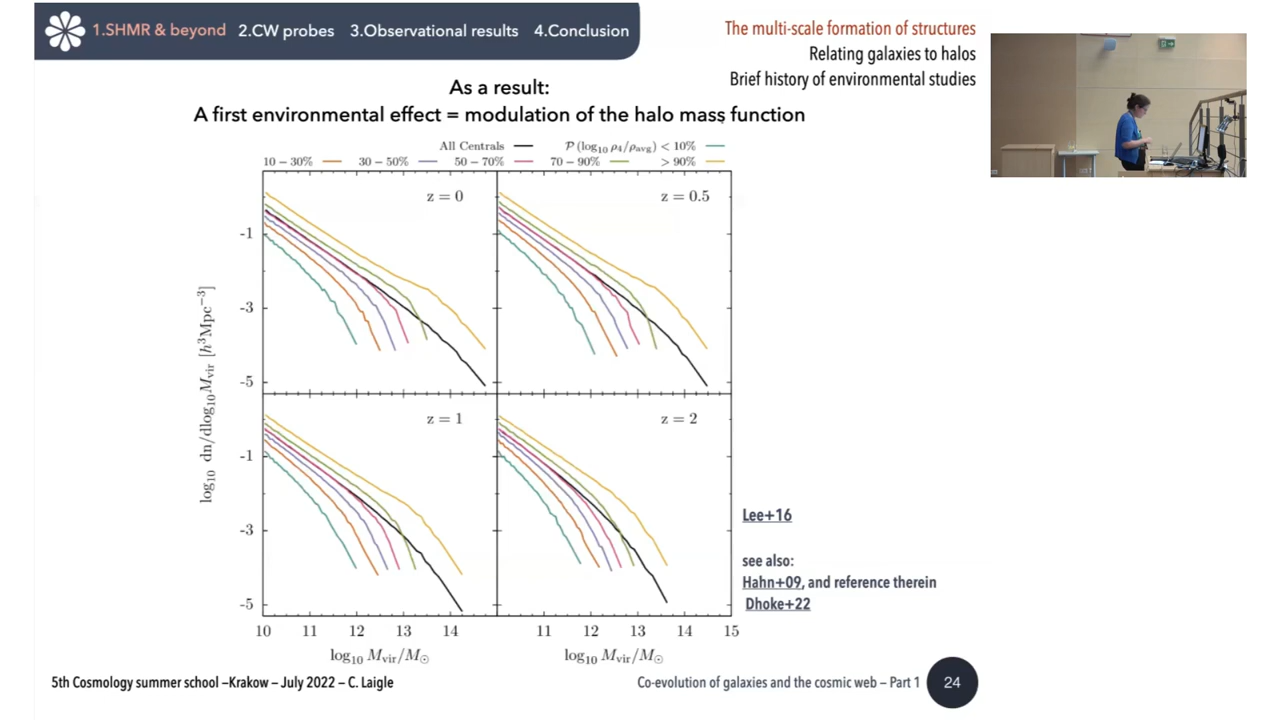 1.SHMR & beyond 2.CW probes 3.Observational results 4.Conclusion
The multi-scale formation of structures
Relating galaxies to halos
Brief history of environmental studies
As a result:
A first environmental effect = modulation of the halo mass function
All Centrals P (log₁₀ ρ₄/ρavg) < 10%
10 – 30% 30 – 50% 50 – 70% 70 – 90% > 90%
z = 0
z = 0.5
-1
-3
-5
z = 1
z = 2
-1
-3
-5
log₁₀ dn/dlog₁₀Mvir [h³Mpc⁻³]
10 11 12 13 14 11 12 13 14 15
log₁₀ Mvir/M⊙ log₁₀ Mvir/M⊙
Lee+16
see also:
Hahn+09, and reference therein
Dhoke+22
5th Cosmology summer school –Krakow – July 2022 – C. Laigle
Co-evolution of galaxies and the cosmic web – Part 1 24